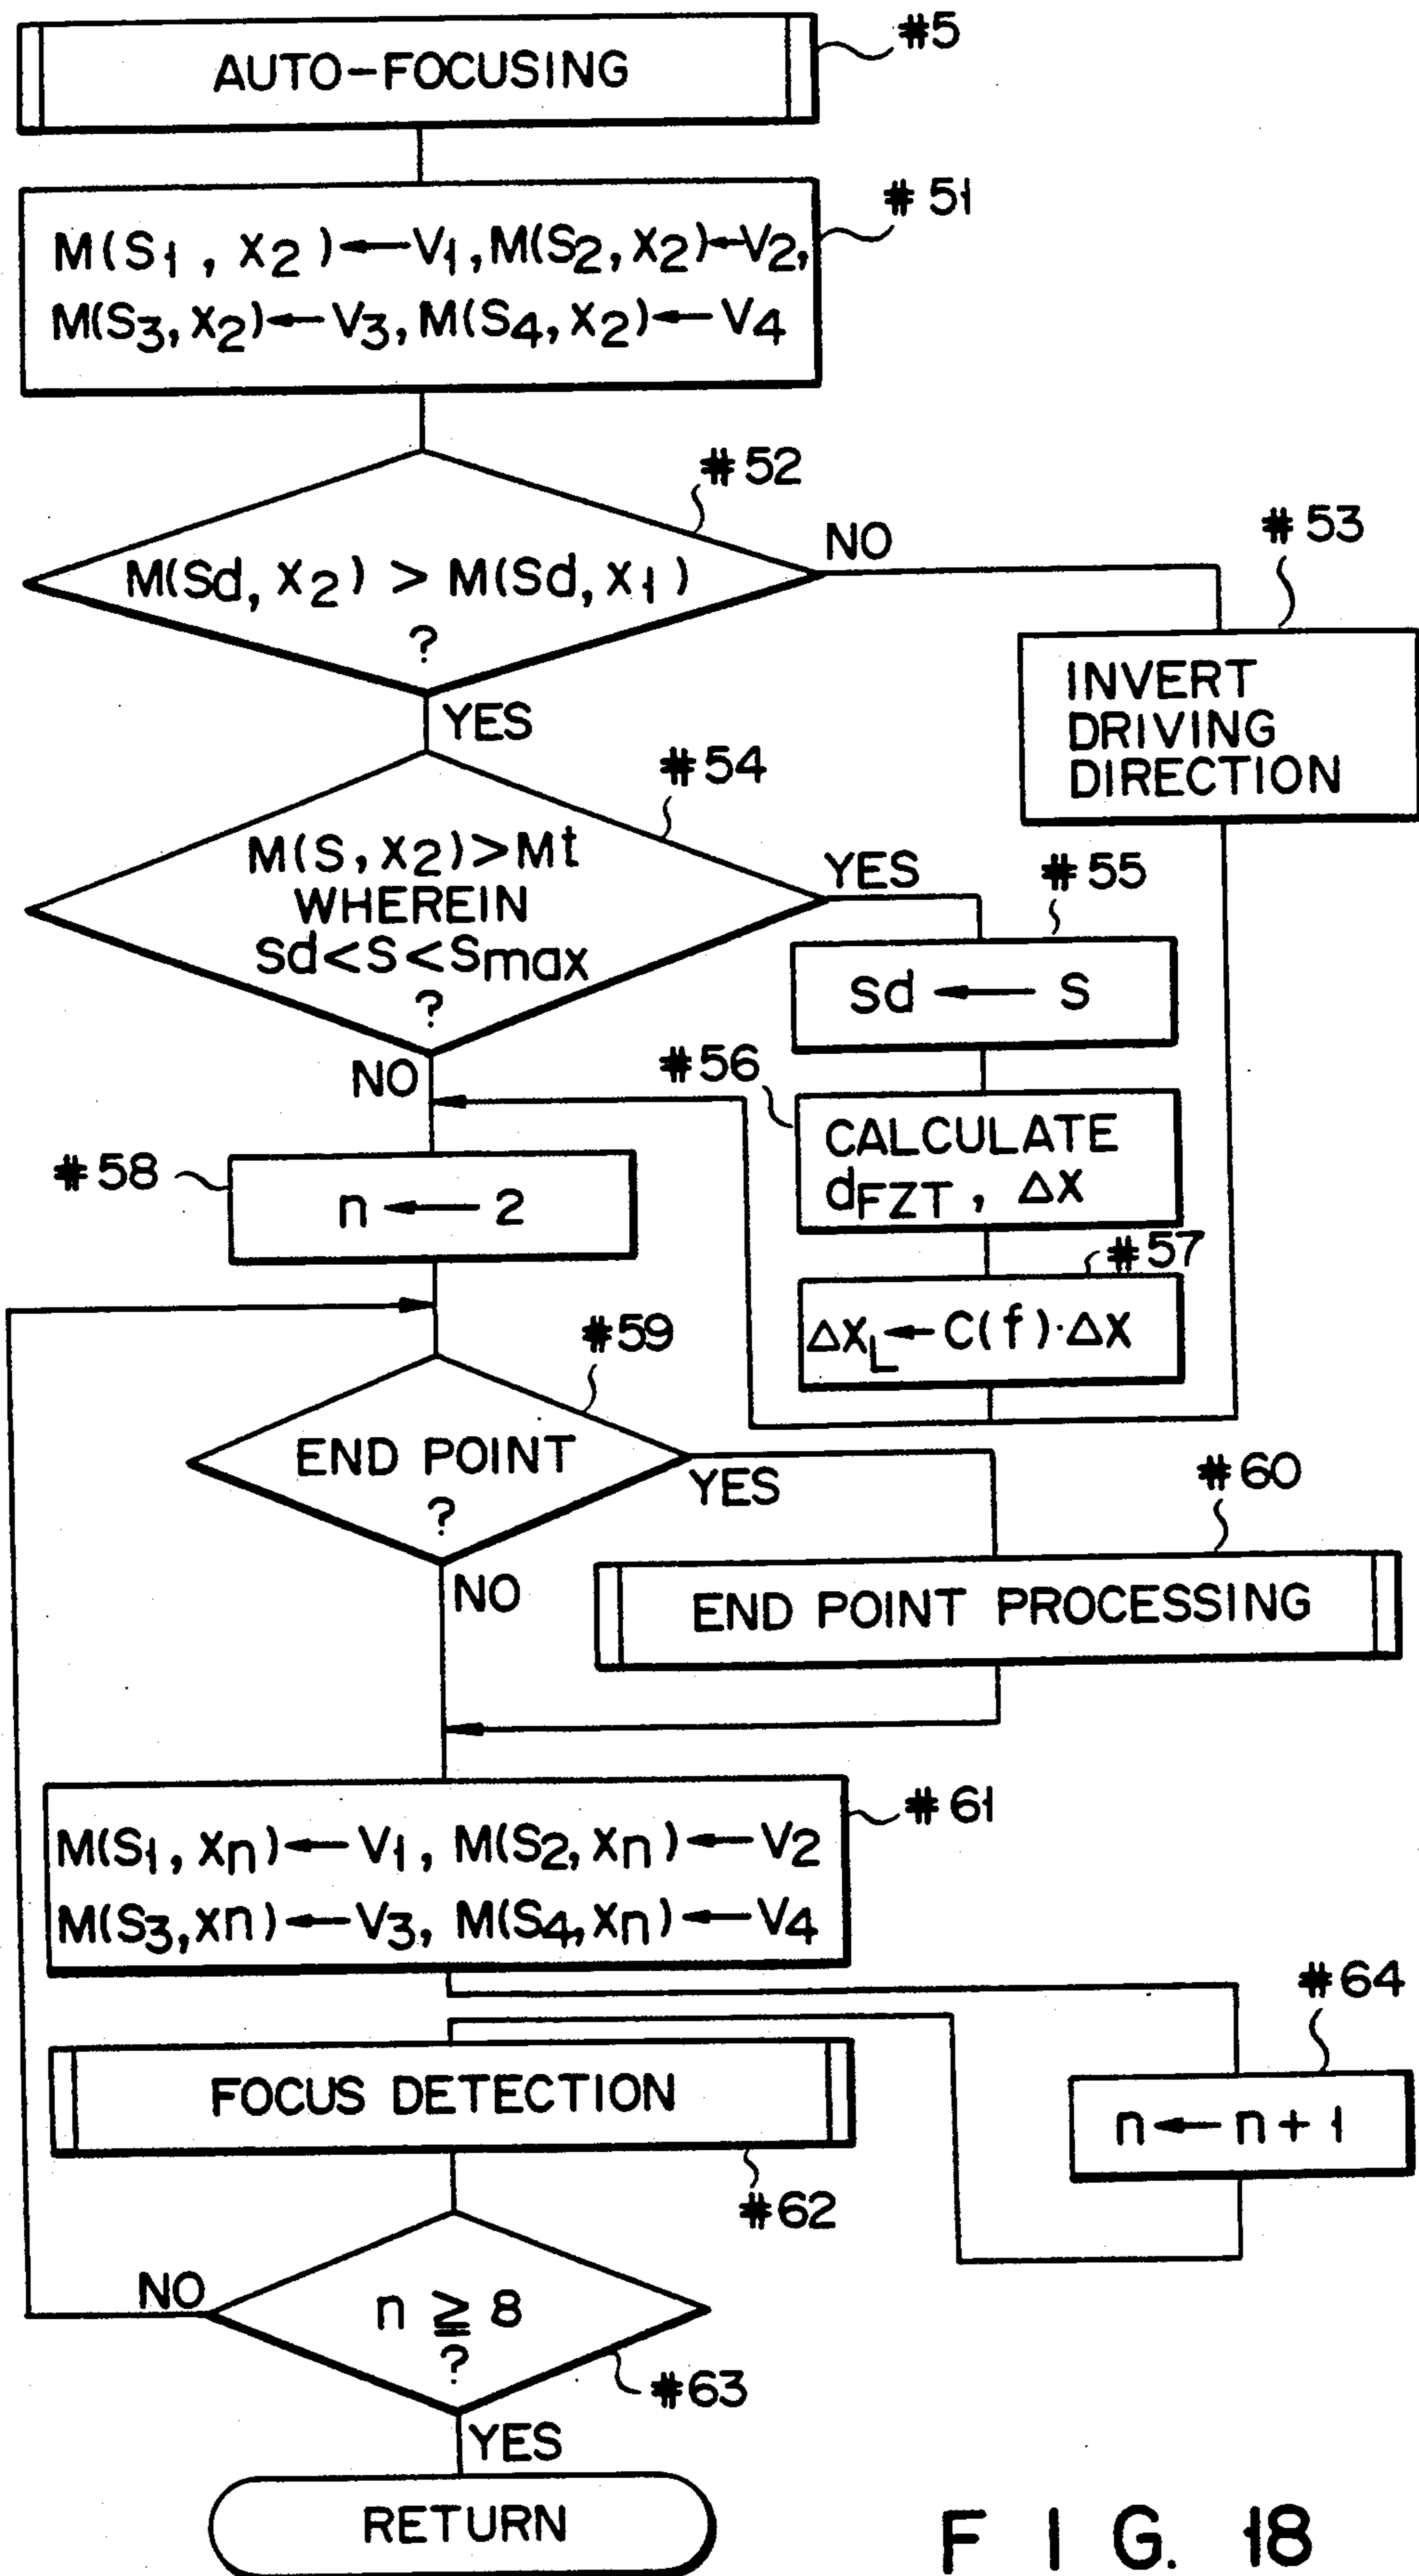 AUTO-FOCUSING
#5
M(S1, x2)←V1, M(S2, x2)←V2,
M(S3, x2)←V3, M(S4, x2)←V4
#51
#52
M(Sd, x2) > M(Sd, x1)
?
NO
YES
#53
INVERT
DRIVING
DIRECTION
#54
M(S, x2)>Mt
WHEREIN
Sd<S<Smax
?
YES
NO
#55
Sd ← S
#56
CALCULATE
dFZT, Δx
#57
ΔxL←C(f)·Δx
#58
n ← 2
#59
END POINT
?
YES
NO
#60
END POINT PROCESSING
#61
M(S1, xn)←V1, M(S2, xn)←V2
M(S3, xn)←V3, M(S4, xn)←V4
#64
n←n+1
FOCUS DETECTION
#62
NO
n ≧ 8
?
#63
YES
RETURN
FIG. 18